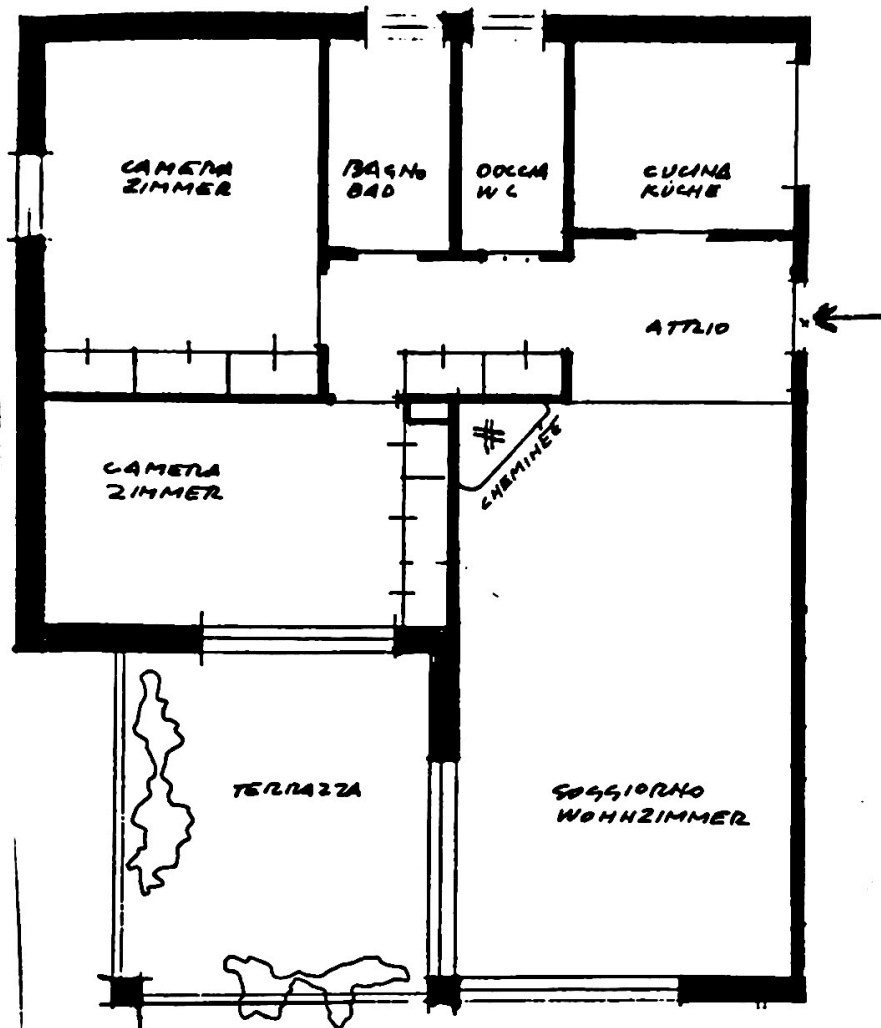 CAMERA
ZIMMER
BAGNO
BAD
DOCCIA
WC
CUCINA
KÜCHE
ATRIO
CAMERA
ZIMMER
CHEMINÉE
TERRAZZA
SOGGIORNO
WOHNZIMMER